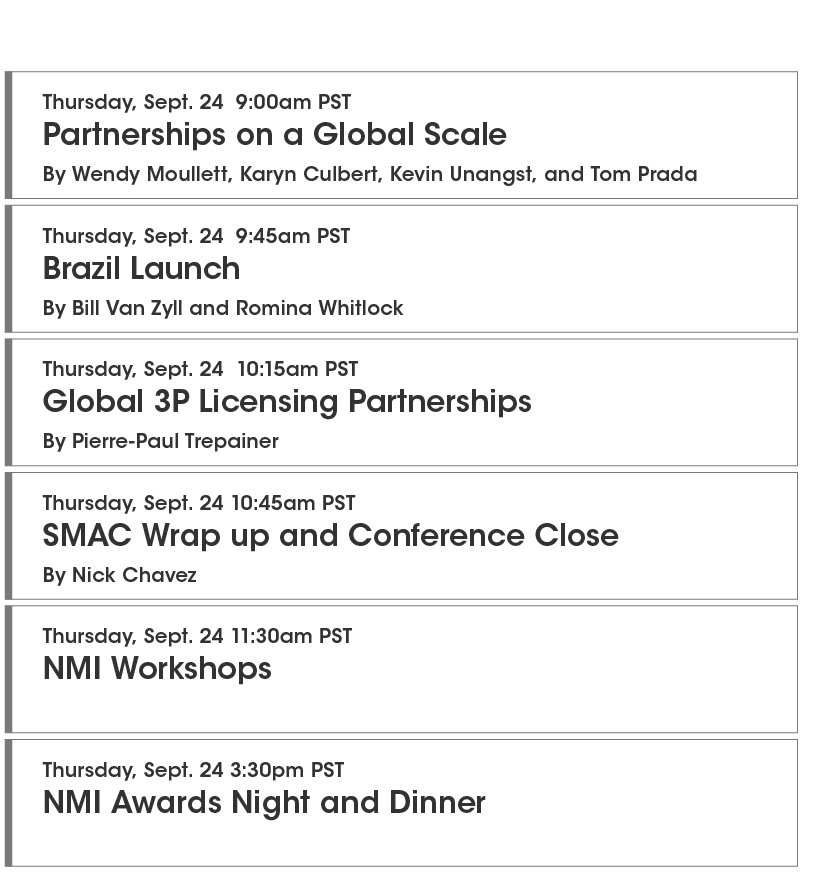 Thursday, Sept. 24  9:00am PST
Partnerships on a Global Scale
By Wendy Moullett, Karyn Culbert, Kevin Unangst, and Tom Prada
Thursday, Sept. 24  9:45am PST
Brazil Launch
By Bill Van Zyll and Romina Whitlock
Thursday, Sept. 24  10:15am PST
Global 3P Licensing Partnerships
By Pierre-Paul Trepainer
Thursday, Sept. 24 10:45am PST
SMAC Wrap up and Conference Close
By Nick Chavez
Thursday, Sept. 24 11:30am PST
NMI Workshops
Thursday, Sept. 24 3:30pm PST
NMI Awards Night and Dinner